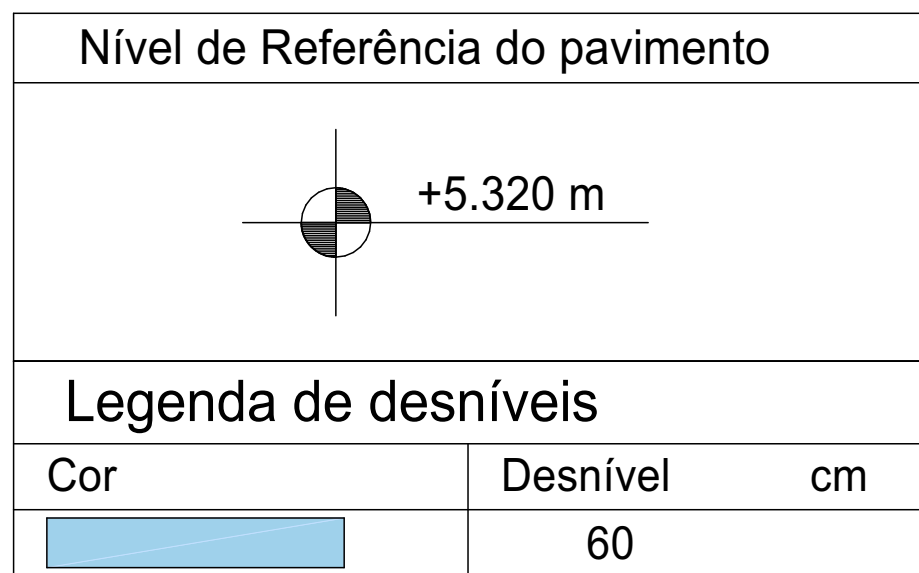 Nível de Referência do pavimento
+5.320 m
Legenda de desníveis
Cor Desnível cm
60